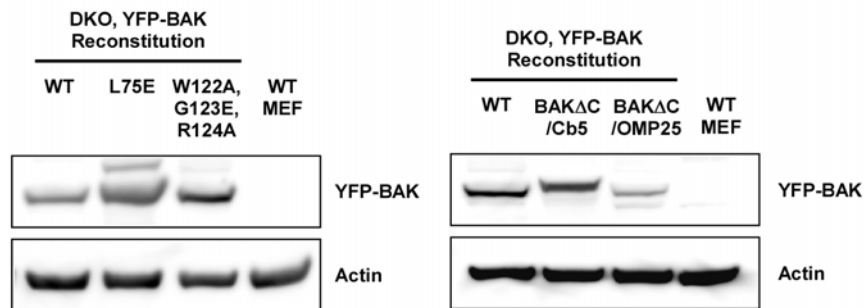 DKO, YFP-BAK
Reconstitution
WT L75E W122A, WT
G123E, MEF
R124A
YFP-BAK
Actin
DKO, YFP-BAK
Reconstitution
WT BAKΔC BAKΔC WT
/Cb5 /OMP25 MEF
YFP-BAK
Actin